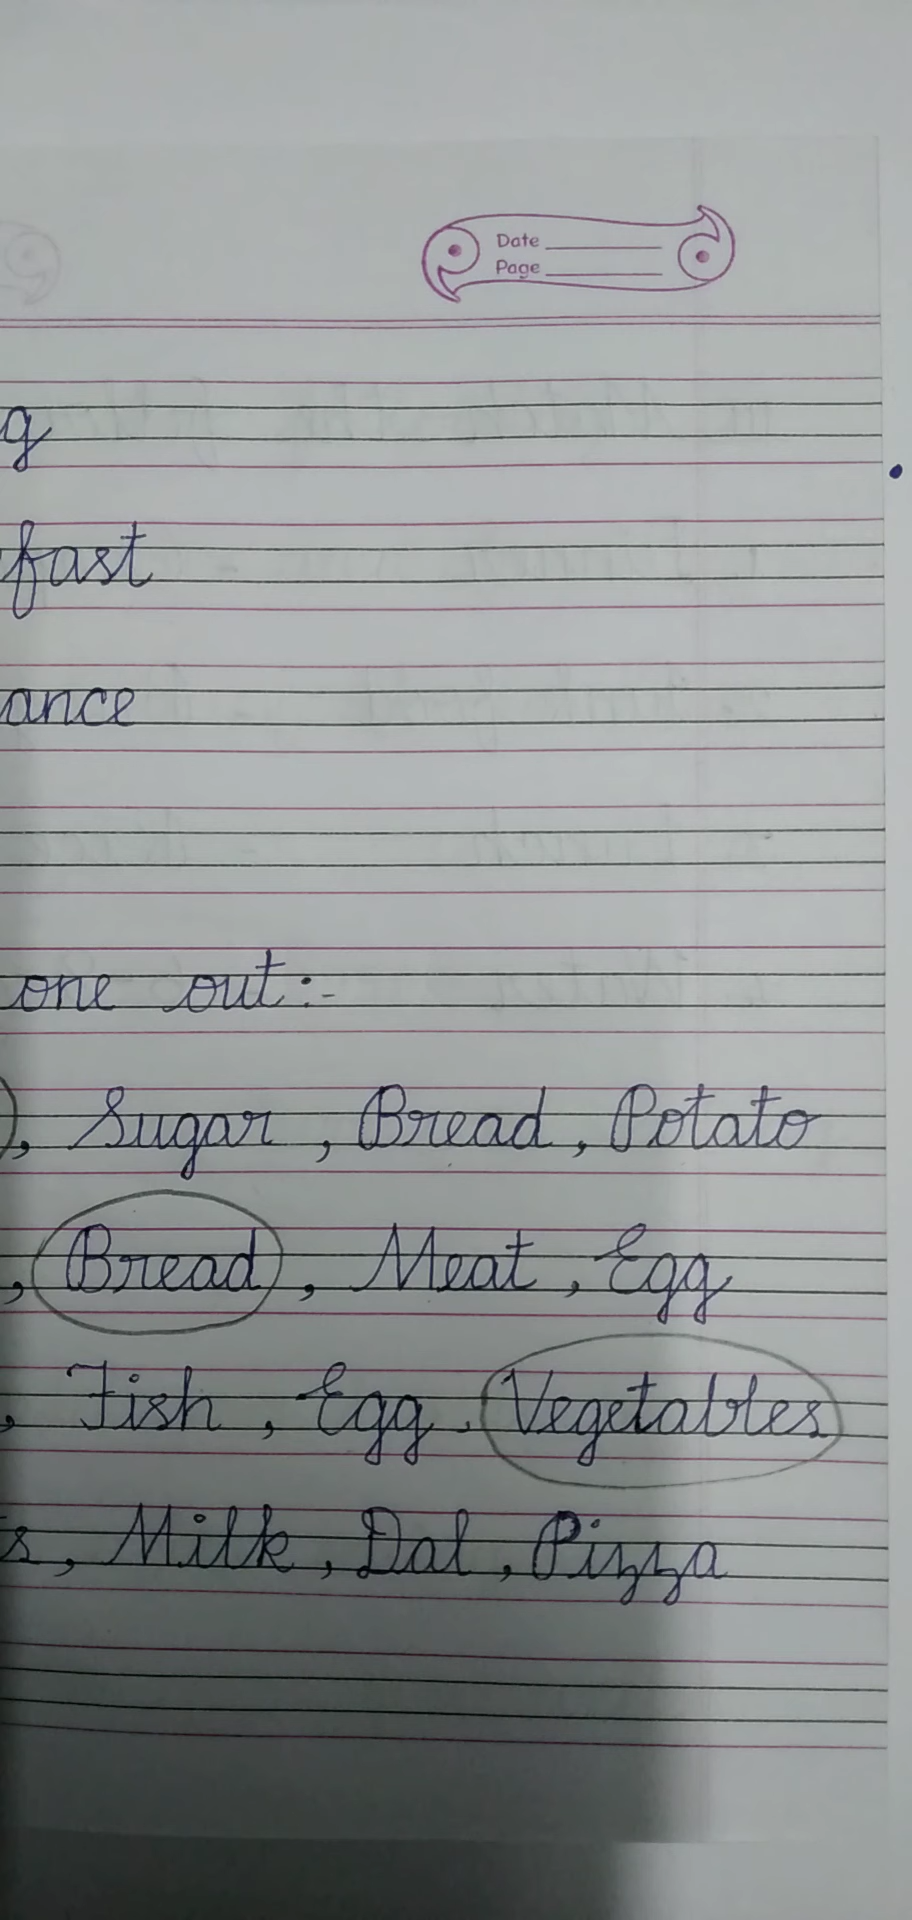 Date
Page
g
fast
ance
one out:-
, Sugar, Bread, Potato
, Bread, Meat, Egg
, Fish, Egg, Vegetables
s, Milk, Dal, Pizza